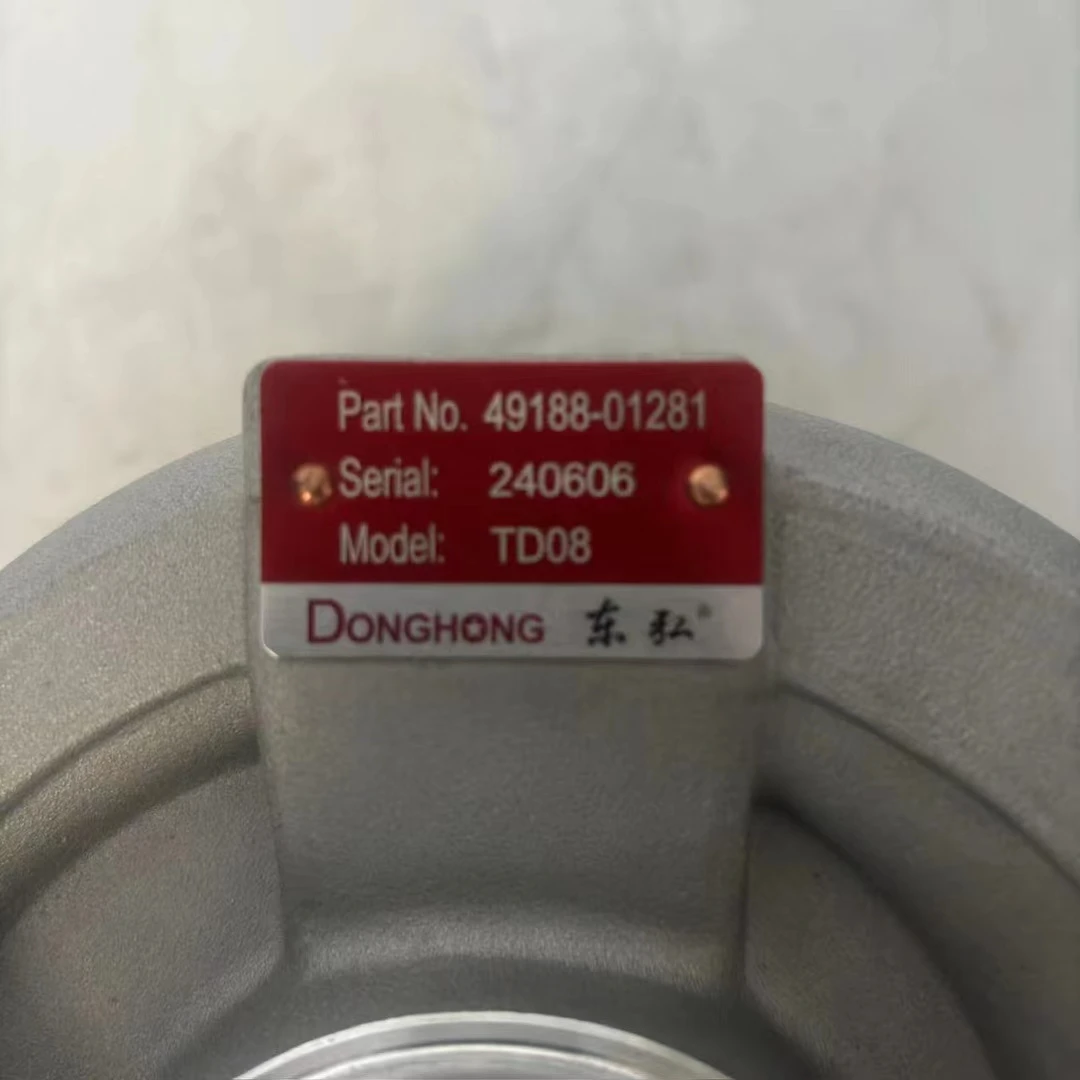 Part No. 49188-01281
Serial: 240606
Model: TD08
DONGHONG 东弘®